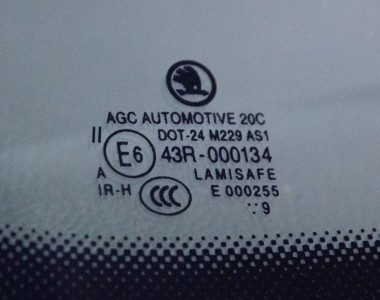 AGC AUTOMOTIVE 20C
DOT-24 M229 AS1
II E6 43R-000134
A LAMISAFE
IR-H CCC E 000255
∵ 9